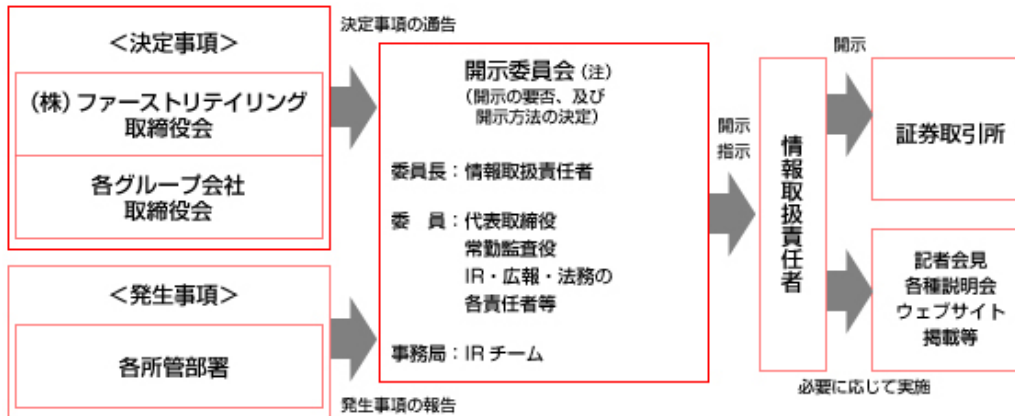 <決定事項>
(株)ファーストリテイリング
取締役会
各グループ会社
取締役会
<発生事項>
各所管部署
決定事項の通告
発生事項の報告
開示委員会(注)
(開示の要否、及び
開示方法の決定)
委員長:情報取扱責任者
委 員:代表取締役
常勤監査役
IR・広報・法務の
各責任者等
事務局:IRチーム
開示
指示
情報取扱責任者
開示
証券取引所
記者会見
各種説明会
ウェブサイト
掲載等
必要に応じて実施